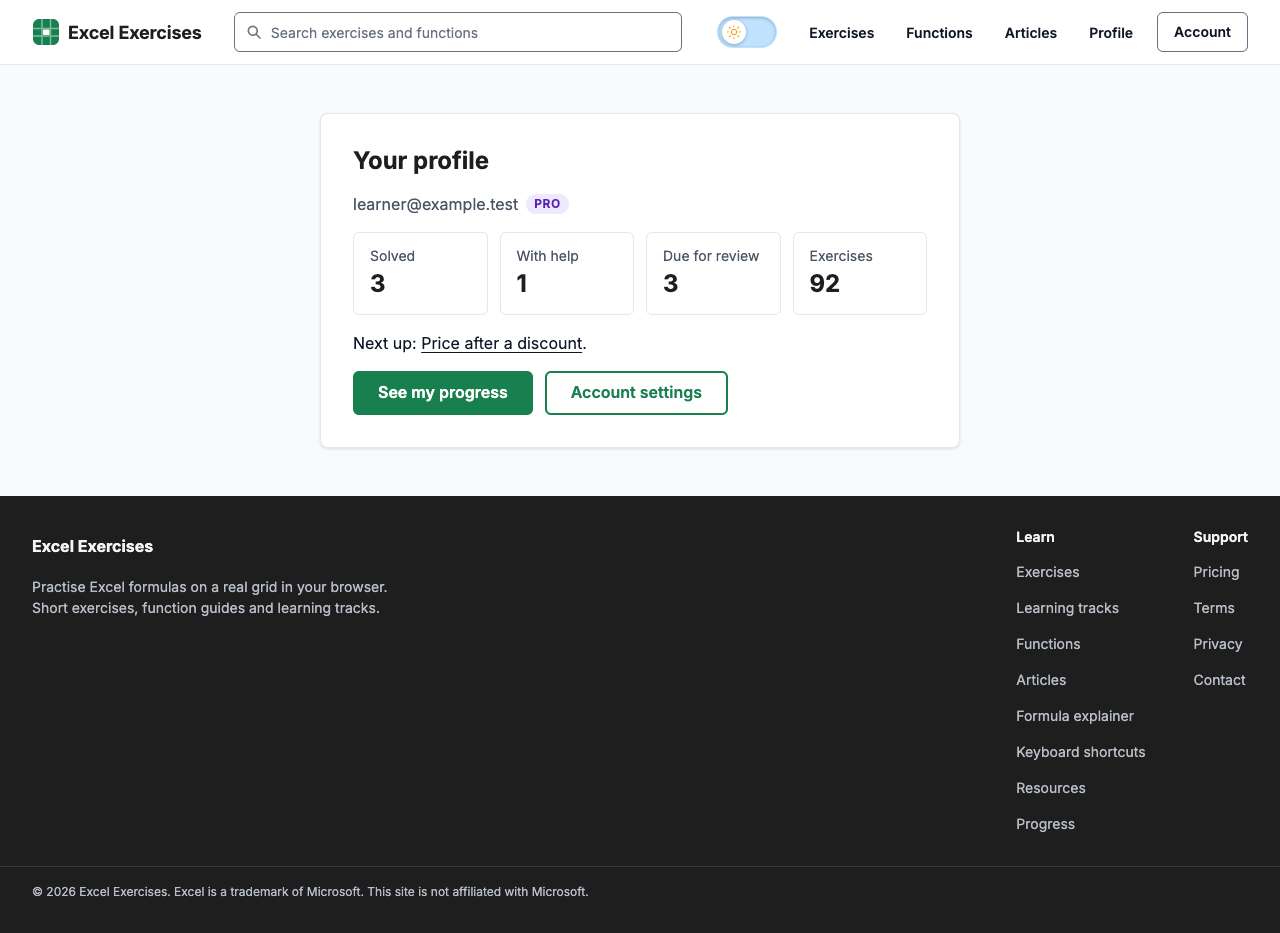 Excel Exercises
Search exercises and functions
Exercises
Functions
Articles
Profile
Account
Your profile
learner@example.test PRO
Solved
3
With help
1
Due for review
3
Exercises
92
Next up: Price after a discount.
See my progress
Account settings
Excel Exercises
Practise Excel formulas on a real grid in your browser.
Short exercises, function guides and learning tracks.
Learn
Exercises
Learning tracks
Functions
Articles
Formula explainer
Keyboard shortcuts
Resources
Progress
Support
Pricing
Terms
Privacy
Contact
© 2026 Excel Exercises. Excel is a trademark of Microsoft. This site is not affiliated with Microsoft.